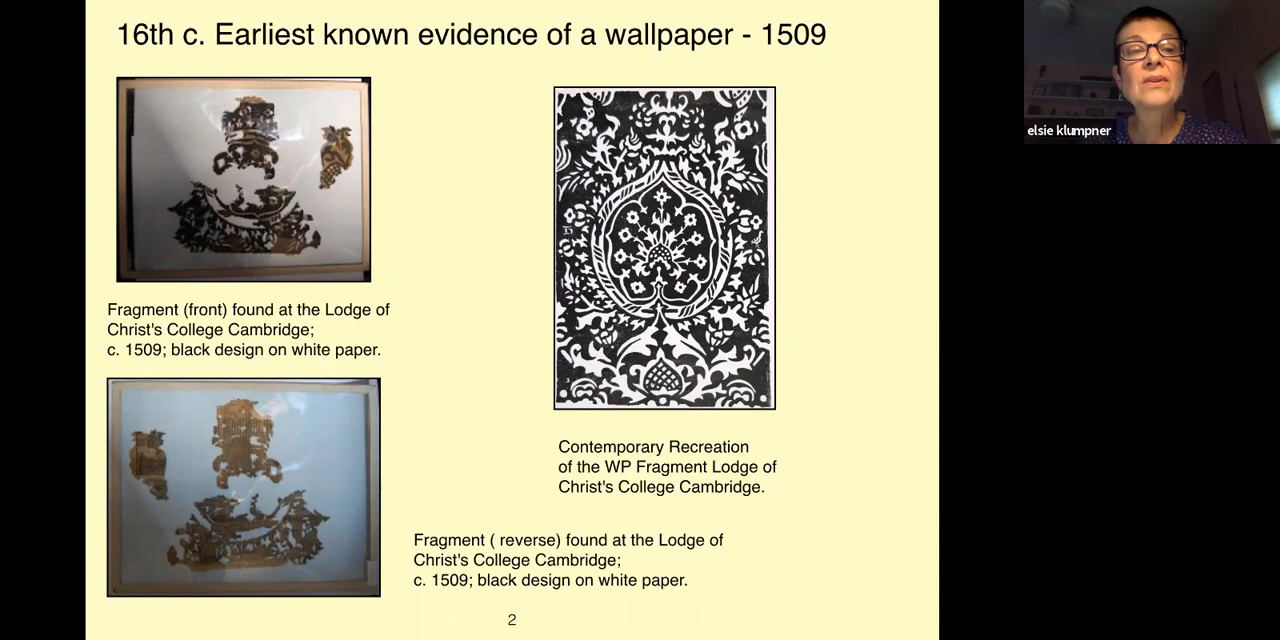 16th c. Earliest known evidence of a wallpaper - 1509
elsie klumpner
Fragment (front) found at the Lodge of
Christ's College Cambridge;
c. 1509; black design on white paper.
Contemporary Recreation
of the WP Fragment Lodge of
Christ's College Cambridge.
Fragment ( reverse) found at the Lodge of
Christ's College Cambridge;
c. 1509; black design on white paper.
2